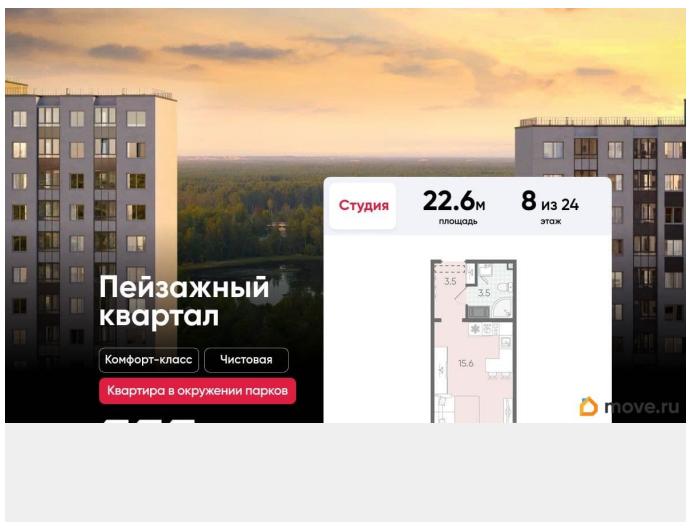 Студия
22.6м
площадь
8 из 24
этаж
Пейзажный
квартал
Комфорт-класс
Чистовая
Квартира в окружении парков
3.5
3.5
15.6
move.ru